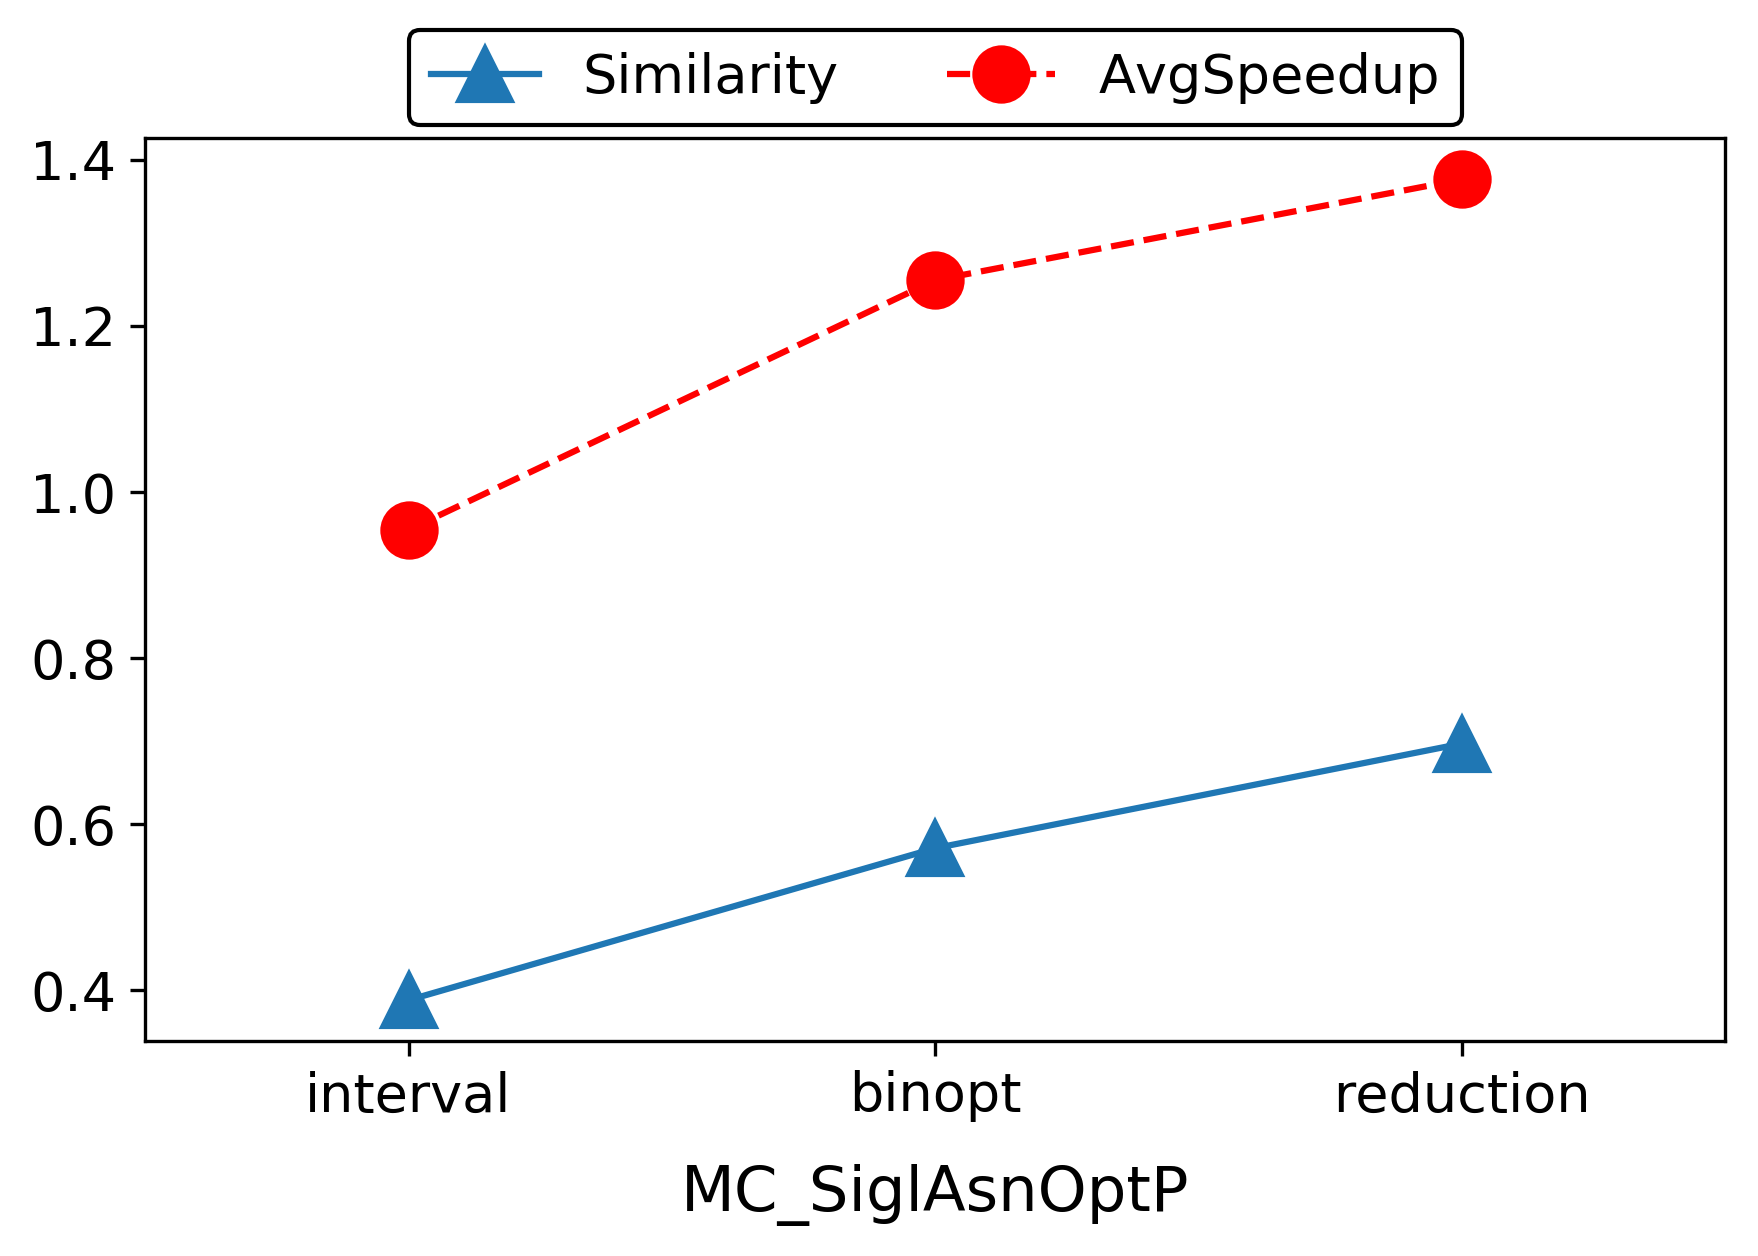 Similarity AvgSpeedup
1.4
1.2
1.0
0.8
0.6
0.4
interval binopt reduction
MC_SiglAsnOptP